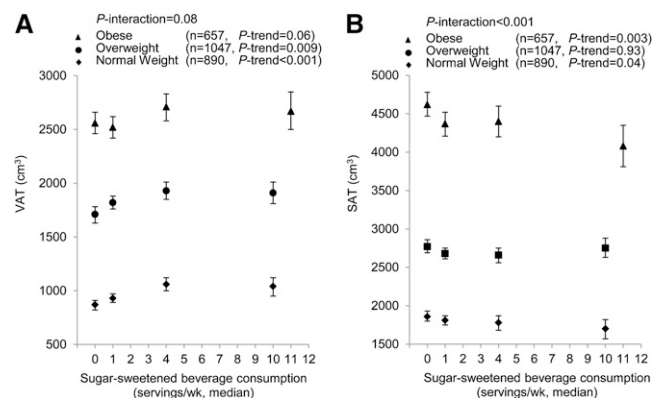 A
P-interaction=0.08
Obese (n=657, P-trend=0.06)
Overweight (n=1047, P-trend=0.009)
Normal Weight (n=890, P-trend<0.001)
3000
2500
2000
1500
1000
500
VAT (cm³)
0 1 2 3 4 5 6 7 8 9 10 11 12
Sugar-sweetened beverage consumption
(servings/wk, median)
B
P-interaction<0.001
Obese (n=657, P-trend=0.003)
Overweight (n=1047, P-trend=0.93)
Normal Weight (n=890, P-trend=0.04)
5000
4500
4000
3500
3000
2500
2000
1500
SAT (cm³)
0 1 2 3 4 5 6 7 8 9 10 11 12
Sugar-sweetened beverage consumption
(servings/wk, median)